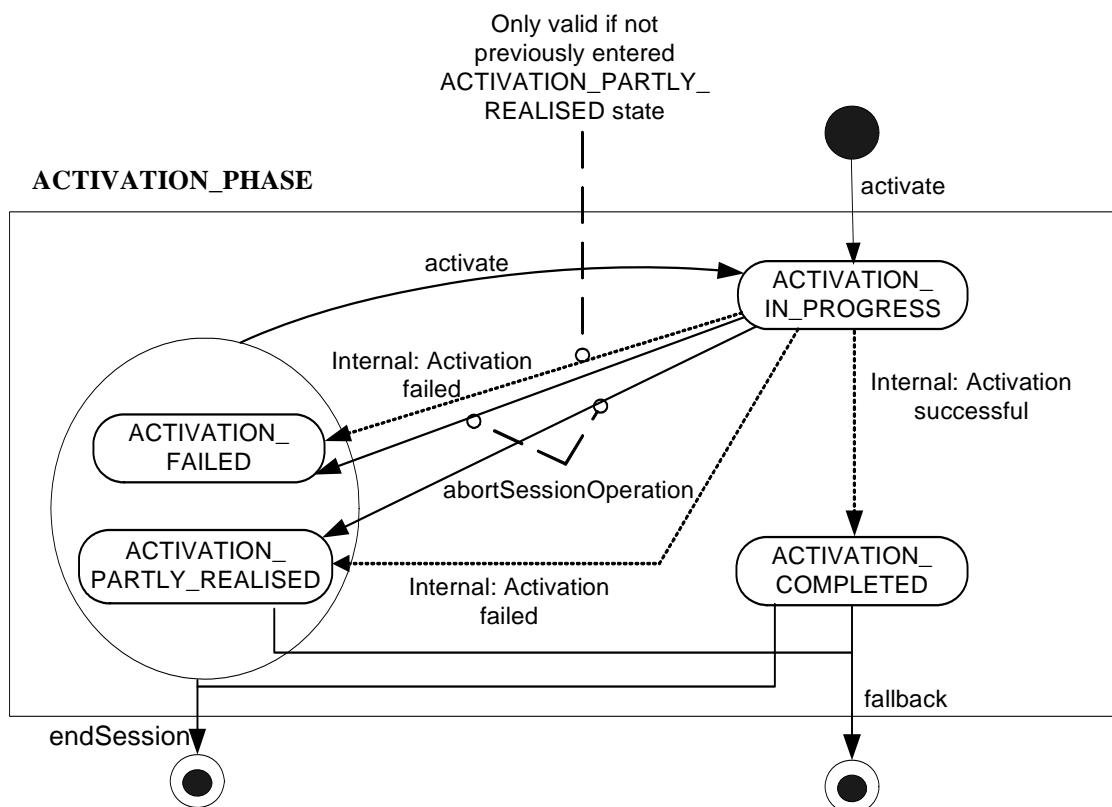 Only valid if not
previously entered
ACTIVATION_PARTLY_
REALISED state
ACTIVATION_PHASE
activate
activate
ACTIVATION_
IN_PROGRESS
Internal: Activation
failed
Internal: Activation
successful
ACTIVATION_
FAILED
abortSessionOperation
ACTIVATION_
PARTLY_REALISED
Internal: Activation
failed
ACTIVATION_
COMPLETED
fallback
endSession